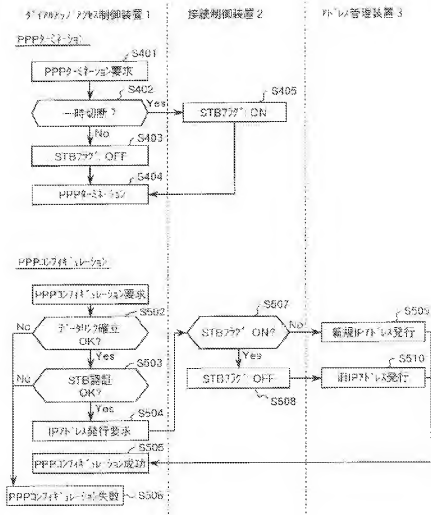 ダイアルアップアクセス制御装置1
接続制御装置2
アドレス管理装置3
PPPターミネーション
S401
PPPターミネーション要求
S402
一時切断?
Yes
S405
STBフラグ ON
No
S403
STBフラグ OFF
S404
PPPターミネーション
PPPコンフィギュレーション
PPPコンフィギュレーション要求
S502
データリンク確立
OK?
No
Yes
S507
STBフラグ ON?
No
S509
新規IPアドレス発行
Yes
S503
STB認証
OK?
No
Yes
STBフラグ OFF
S508
S510
旧IPアドレス発行
S504
IPアドレス発行要求
S505
PPPコンフィギュレーション成功
PPPコンフィギュレーション失敗
S506